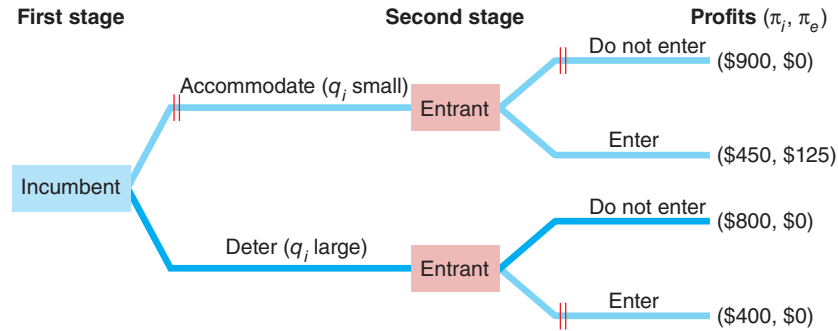 First stage Second stage Profits (πi, πe)
Do not enter ($900, $0)
Accommodate (qi small)
Entrant
Enter ($450, $125)
Incumbent
Do not enter ($800, $0)
Deter (qi large)
Entrant
Enter ($400, $0)